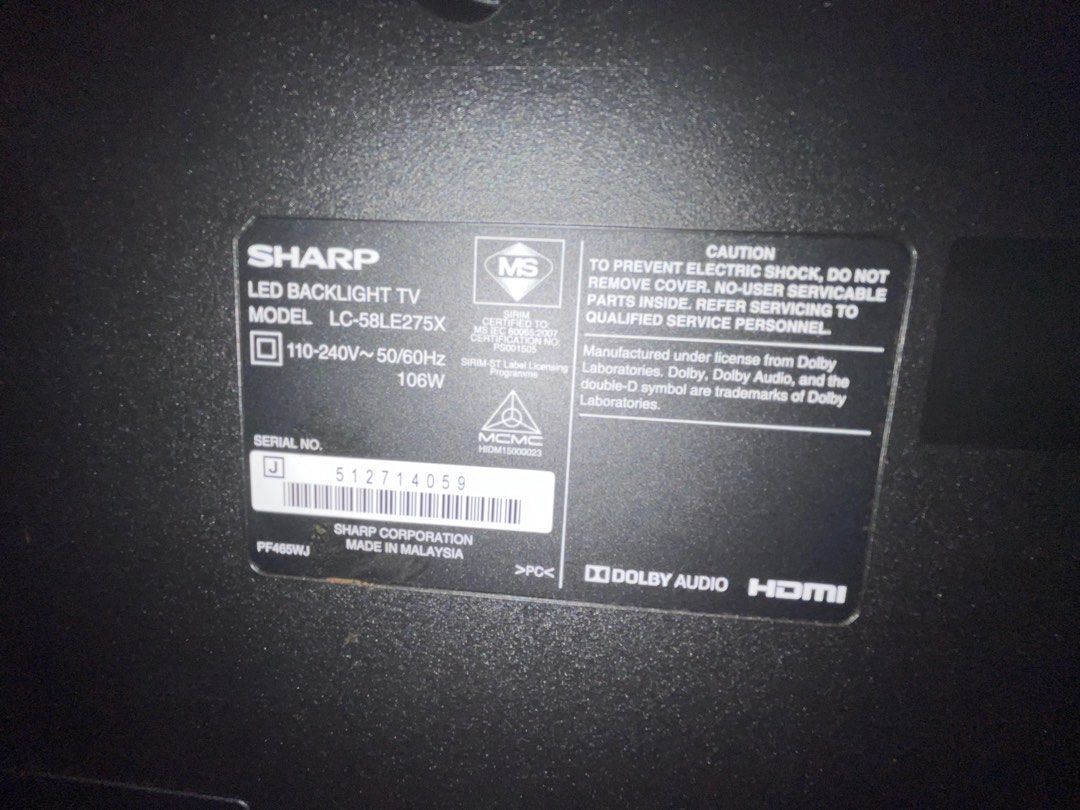 SHARP
LED BACKLIGHT TV
MODEL LC-58LE275X
110-240V~ 50/60Hz
106W
MS
SIRIM
CERTIFIED TO:
MS IEC 60065:2007
CERTIFICATION NO:
PS001505
SIRIM-ST Label Licensing
Programme
MCMC
HIDM15000023
SERIAL NO.
J
512714059
SHARP CORPORATION
MADE IN MALAYSIA
PF465WJ
>PC<
CAUTION
TO PREVENT ELECTRIC SHOCK, DO NOT
REMOVE COVER. NO-USER SERVICABLE
PARTS INSIDE. REFER SERVICING TO
QUALIFIED SERVICE PERSONNEL.
Manufactured under license from Dolby
Laboratories. Dolby, Dolby Audio, and the
double-D symbol are trademarks of Dolby
Laboratories.
DOLBY AUDIO
HDMI